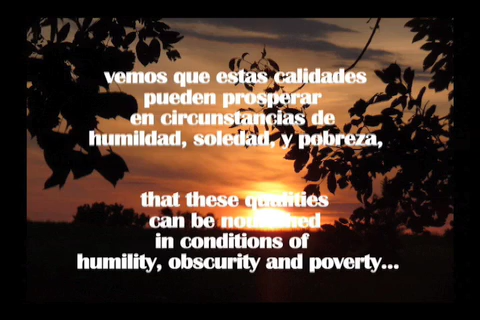 vemos que estas calidades
pueden prosperar
en circunstancias de
humildad, soledad, y pobreza,
that these qualities
can be nourished
in conditions of
humility, obscurity and poverty...